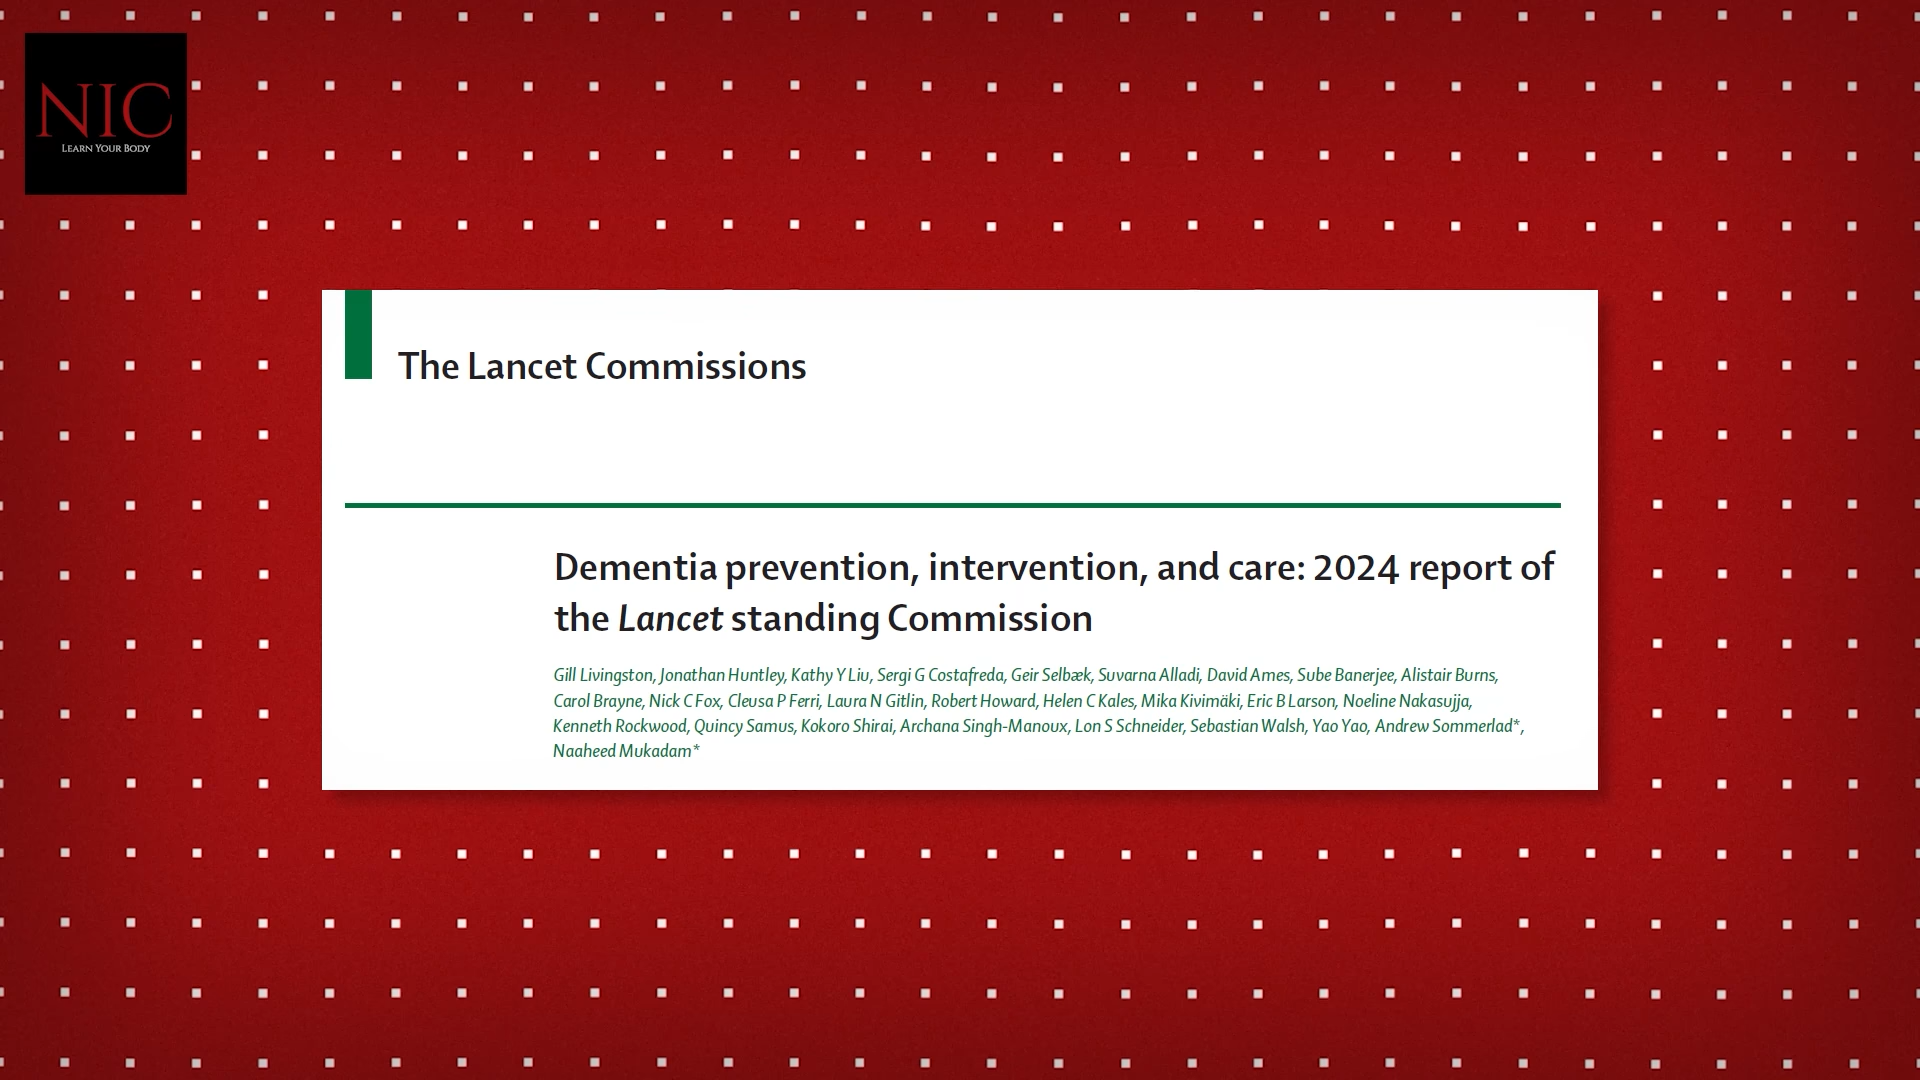 NIC
Learn Your Body
The Lancet Commissions
Dementia prevention, intervention, and care: 2024 report of
the Lancet standing Commission
Gill Livingston, Jonathan Huntley, Kathy Y Liu, Sergi G Costafreda, Geir Selbæk, Suvarna Alladi, David Ames, Sube Banerjee, Alistair Burns,
Carol Brayne, Nick C Fox, Cleusa P Ferri, Laura N Gitlin, Robert Howard, Helen C Kales, Mika Kivimäki, Eric B Larson, Noeline Nakasujja,
Kenneth Rockwood, Quincy Samus, Kokoro Shirai, Archana Singh-Manoux, Lon S Schneider, Sebastian Walsh, Yao Yao, Andrew Sommerlad*,
Naaheed Mukadam*